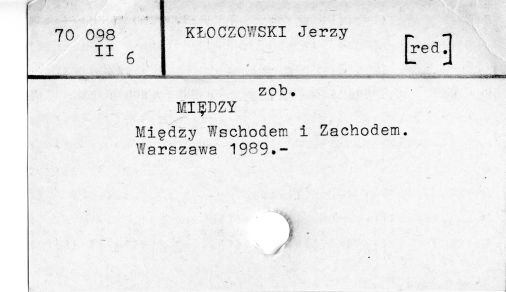 70 098
II 6
KŁOCZOWSKI Jerzy
[red.]
zob.
MIĘDZY
Między Wschodem i Zachodem.
Warszawa 1989.-